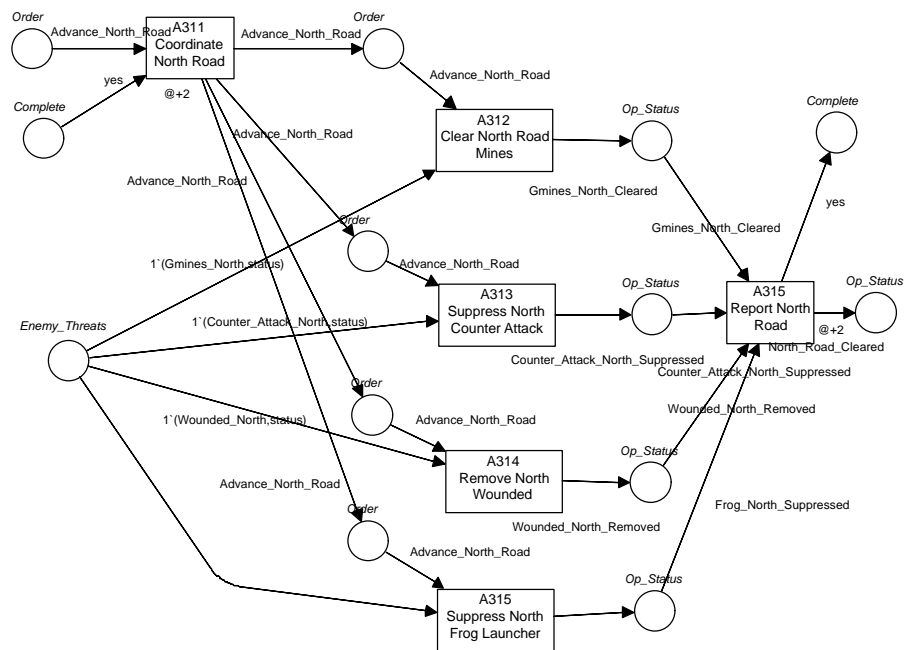 Order
Advance_North_Road
A311
Coordinate
North Road
@+2
Advance_North_Road
Order
yes
Complete
Advance_North_Road
Advance_North_Road
Advance_North_Road
A312
Clear North Road
Mines
Op_Status
Complete
Gmines_North_Cleared
yes
Gmines_North_Cleared
Order
Advance_North_Road
1`(Gmines_North,status)
A313
Suppress North
Counter Attack
Op_Status
A315
Report North
Road
@+2
Op_Status
North_Road_Cleared
Enemy_Threats
1`(Counter_Attack_North,status)
Counter_Attack_North_Suppressed
Counter_Attack_North_Suppressed
Order
Wounded_North_Removed
1`(Wounded_North,status)
Advance_North_Road
A314
Remove North
Wounded
Op_Status
Advance_North_Road
Wounded_North_Removed
Frog_North_Suppressed
Order
Advance_North_Road
A315
Suppress North
Frog Launcher
Op_Status